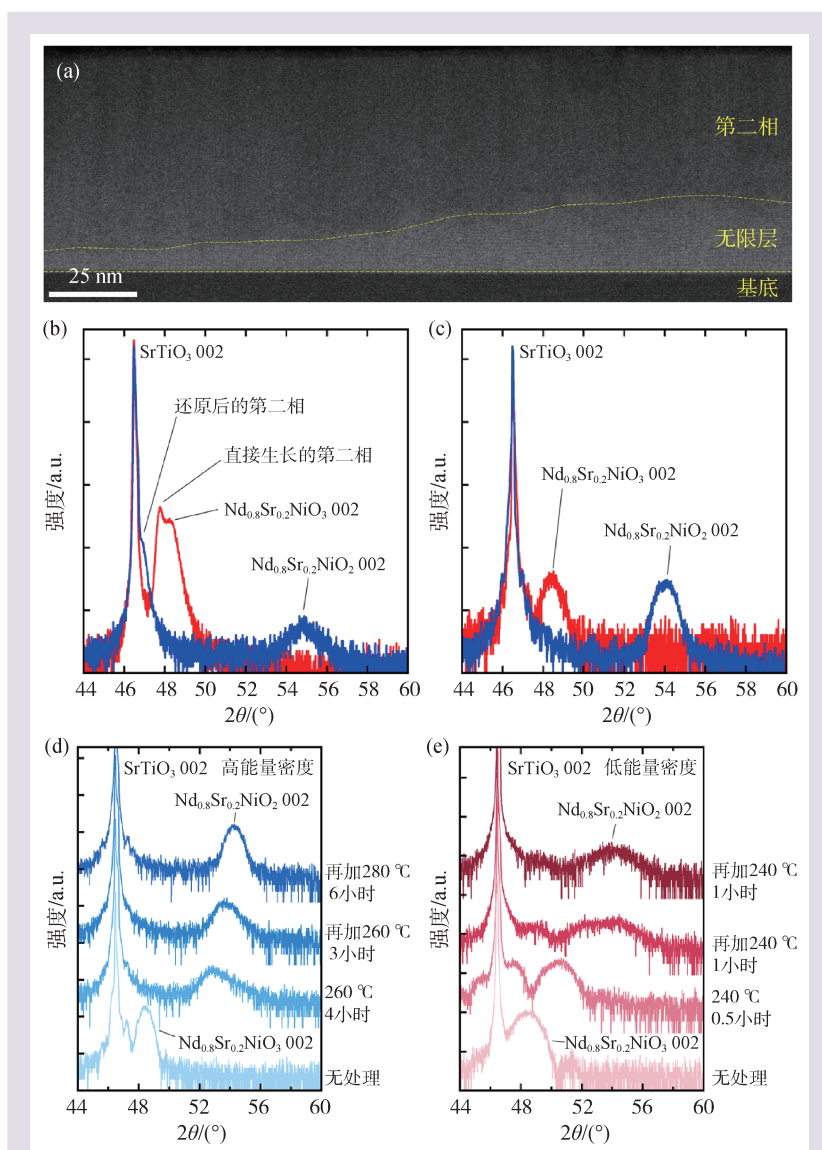 (a)
第二相
无限层
25 nm
基底
(b)
SrTiO₃ 002
还原后的第二相
直接生长的第二相
Nd₀.₈Sr₀.₂NiO₃ 002
Nd₀.₈Sr₀.₂NiO₂ 002
强度/a.u.
44 46 48 50 52 54 56 58 60
2θ/(°)
(c)
SrTiO₃ 002
Nd₀.₈Sr₀.₂NiO₃ 002
Nd₀.₈Sr₀.₂NiO₂ 002
强度/a.u.
44 46 48 50 52 54 56 58 60
2θ/(°)
(d)
SrTiO₃ 002 高能量密度
Nd₀.₈Sr₀.₂NiO₂ 002
再加280 ℃
6小时
再加260 ℃
3小时
260 ℃
4小时
Nd₀.₈Sr₀.₂NiO₃ 002
无处理
强度/a.u.
44 48 52 56 60
2θ/(°)
(e)
SrTiO₃ 002 低能量密度
Nd₀.₈Sr₀.₂NiO₂ 002
再加240 ℃
1小时
再加240 ℃
1小时
240 ℃
0.5小时
Nd₀.₈Sr₀.₂NiO₃ 002
无处理
强度/a.u.
44 48 52 56 60
2θ/(°)